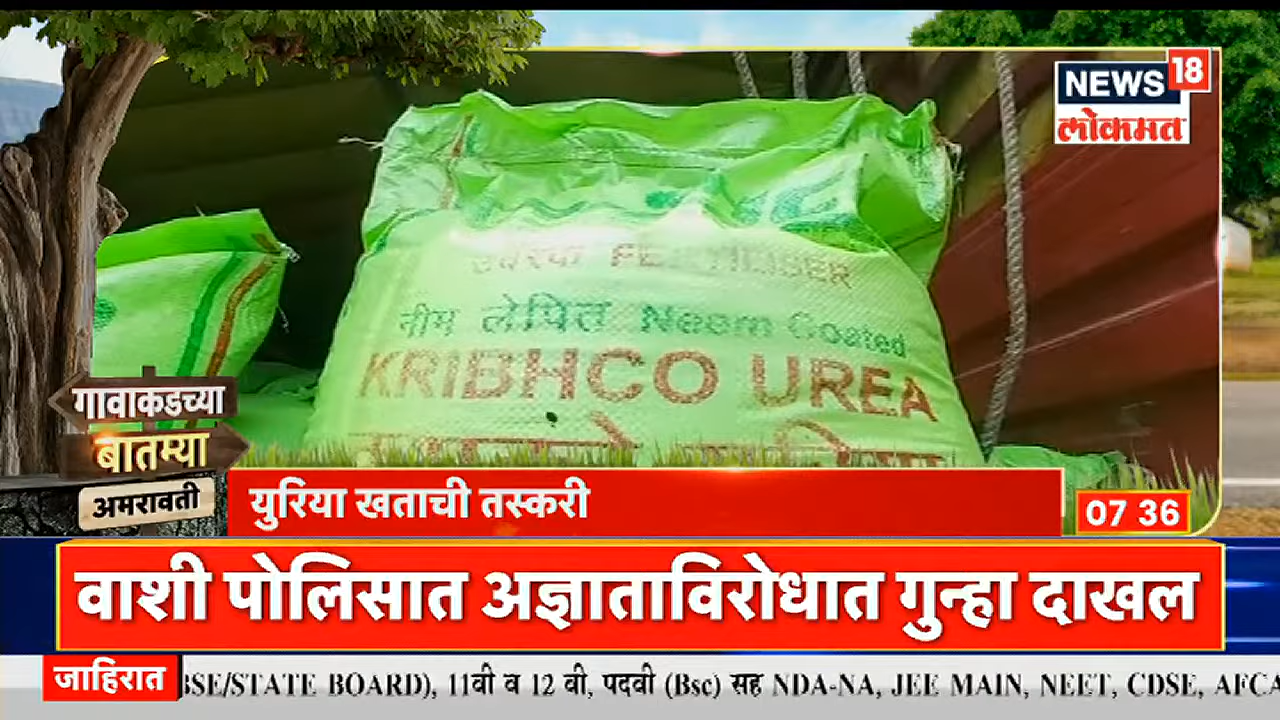 NEWS 18
लोकमत
FERTILISER
नीम लेपित Neem Coated
KRIBHCO UREA
गावाकडच्या
बातम्या
अमरावती
युरिया खताची तस्करी
07 36
वाशी पोलिसात अज्ञाताविरोधात गुन्हा दाखल
जाहिरात
BSE/STATE BOARD), 11वी व 12 वी, पदवी (Bsc) सह NDA-NA, JEE MAIN, NEET, CDSE, AFCA